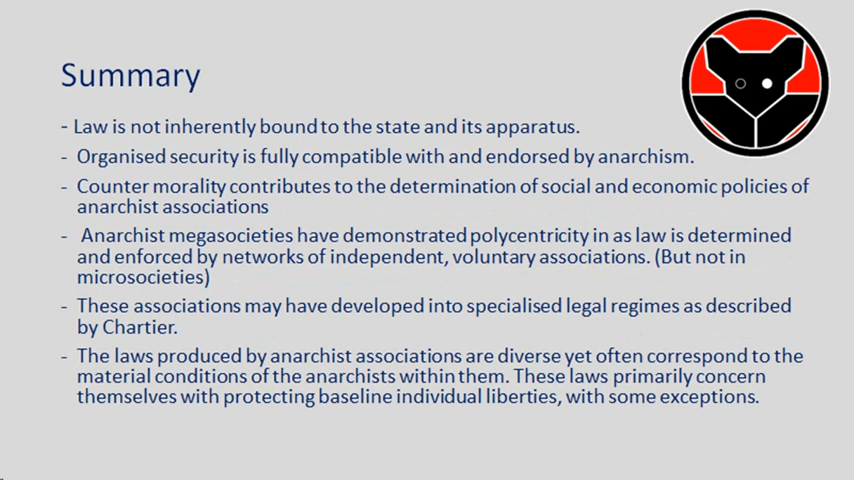 Summary
- Law is not inherently bound to the state and its apparatus.
- Organised security is fully compatible with and endorsed by anarchism.
- Counter morality contributes to the determination of social and economic policies of
anarchist associations
- Anarchist megasocieties have demonstrated polycentricity in as law is determined
and enforced by networks of independent, voluntary associations. (But not in
microsocieties)
- These associations may have developed into specialised legal regimes as described
by Chartier.
- The laws produced by anarchist associations are diverse yet often correspond to the
material conditions of the anarchists within them. These laws primarily concern
themselves with protecting baseline individual liberties, with some exceptions.